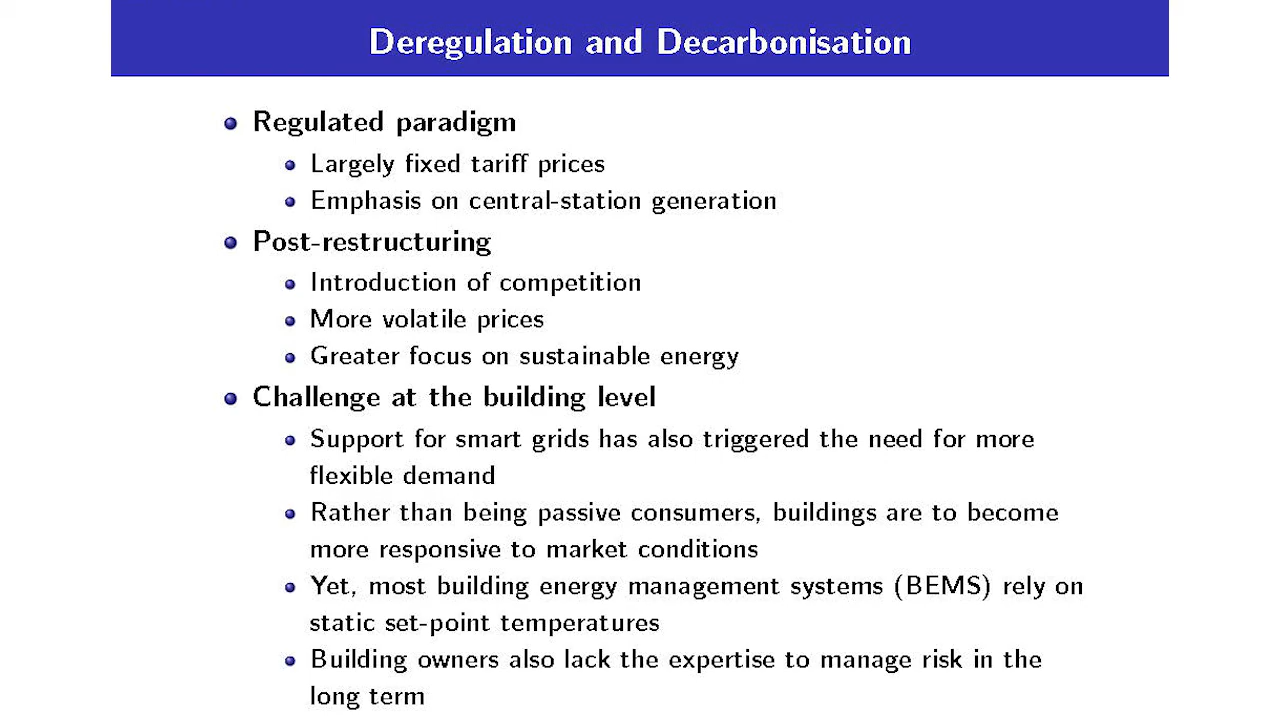 Deregulation and Decarbonisation
Regulated paradigm
Largely fixed tariff prices
Emphasis on central-station generation
Post-restructuring
Introduction of competition
More volatile prices
Greater focus on sustainable energy
Challenge at the building level
Support for smart grids has also triggered the need for more
flexible demand
Rather than being passive consumers, buildings are to become
more responsive to market conditions
Yet, most building energy management systems (BEMS) rely on
static set-point temperatures
Building owners also lack the expertise to manage risk in the
long term